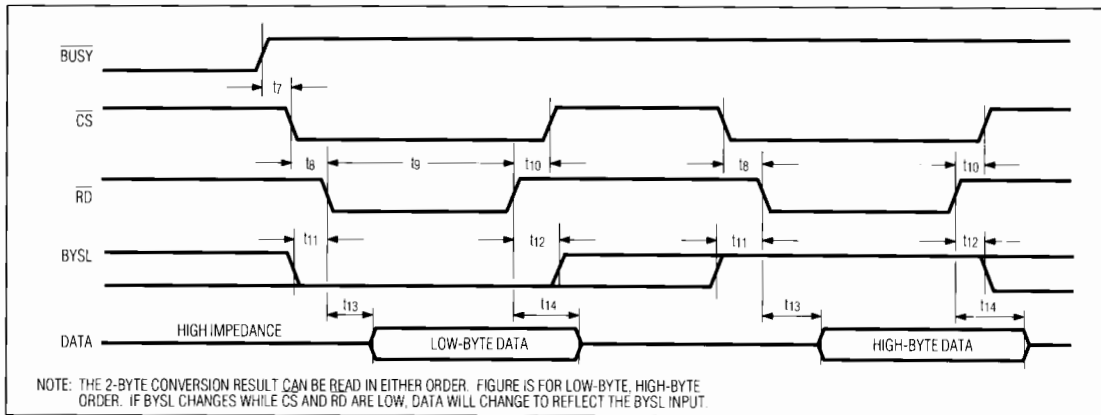 BUSY
t7
CS
t8 t9 t10 t8 t10
RD
t11 t12 t11 t12
BYSL
t13 t14 t13 t14
HIGH IMPEDANCE
DATA LOW-BYTE DATA HIGH-BYTE DATA
NOTE: THE 2-BYTE CONVERSION RESULT CAN BE READ IN EITHER ORDER. FIGURE IS FOR LOW-BYTE, HIGH-BYTE
ORDER. IF BYSL CHANGES WHILE CS AND RD ARE LOW, DATA WILL CHANGE TO REFLECT THE BYSL INPUT.